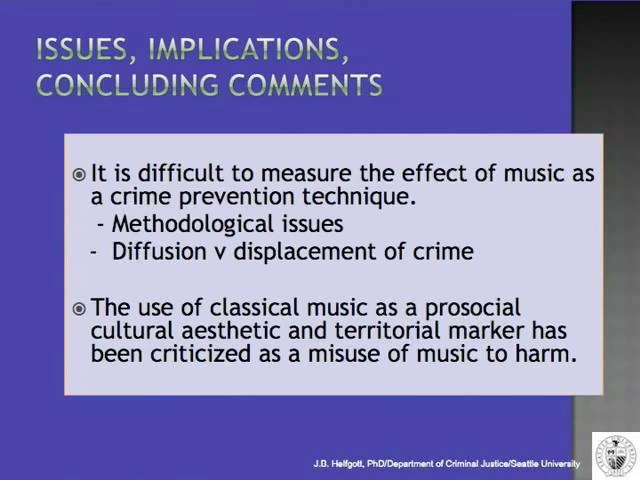 ISSUES, IMPLICATIONS,
CONCLUDING COMMENTS
It is difficult to measure the effect of music as
a crime prevention technique.
- Methodological issues
- Diffusion v displacement of crime
The use of classical music as a prosocial
cultural aesthetic and territorial marker has
been criticized as a misuse of music to harm.
J.B. Helfgott, PhD/Department of Criminal Justice/Seattle University